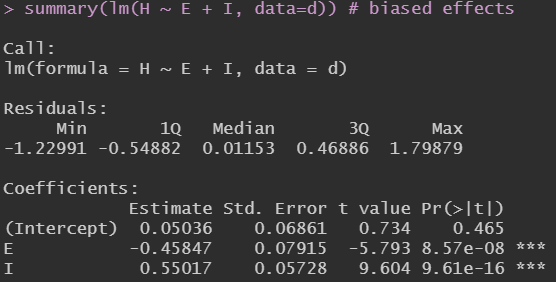 > summary(lm(H ~ E + I, data=d)) # biased effects
Call:
lm(formula = H ~ E + I, data = d)
Residuals:
Min 1Q Median 3Q Max
-1.22991 -0.54882 0.01153 0.46886 1.79879
Coefficients:
Estimate Std. Error t value Pr(>|t|)
(Intercept) 0.05036 0.06861 0.734 0.465
E -0.45847 0.07915 -5.793 8.57e-08 ***
I 0.55017 0.05728 9.604 9.61e-16 ***